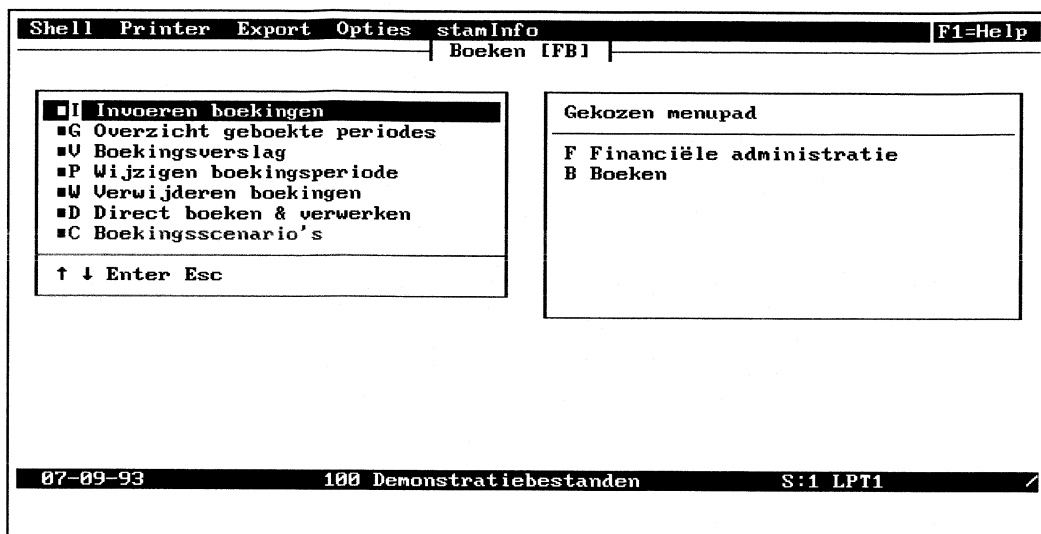 Shell Printer Export Opties stamInfo F1=Help
Boeken [FB]
■I Invoeren boekingen
■G Overzicht geboekte periodes
■V Boekingsverslag
■P Wijzigen boekingsperiode
■W Verwijderen boekingen
■D Direct boeken & verwerken
■C Boekingsscenario's
↑ ↓ Enter Esc
Gekozen menupad
F Financiële administratie
B Boeken
07-09-93 100 Demonstratiebestanden S:1 LPT1 /